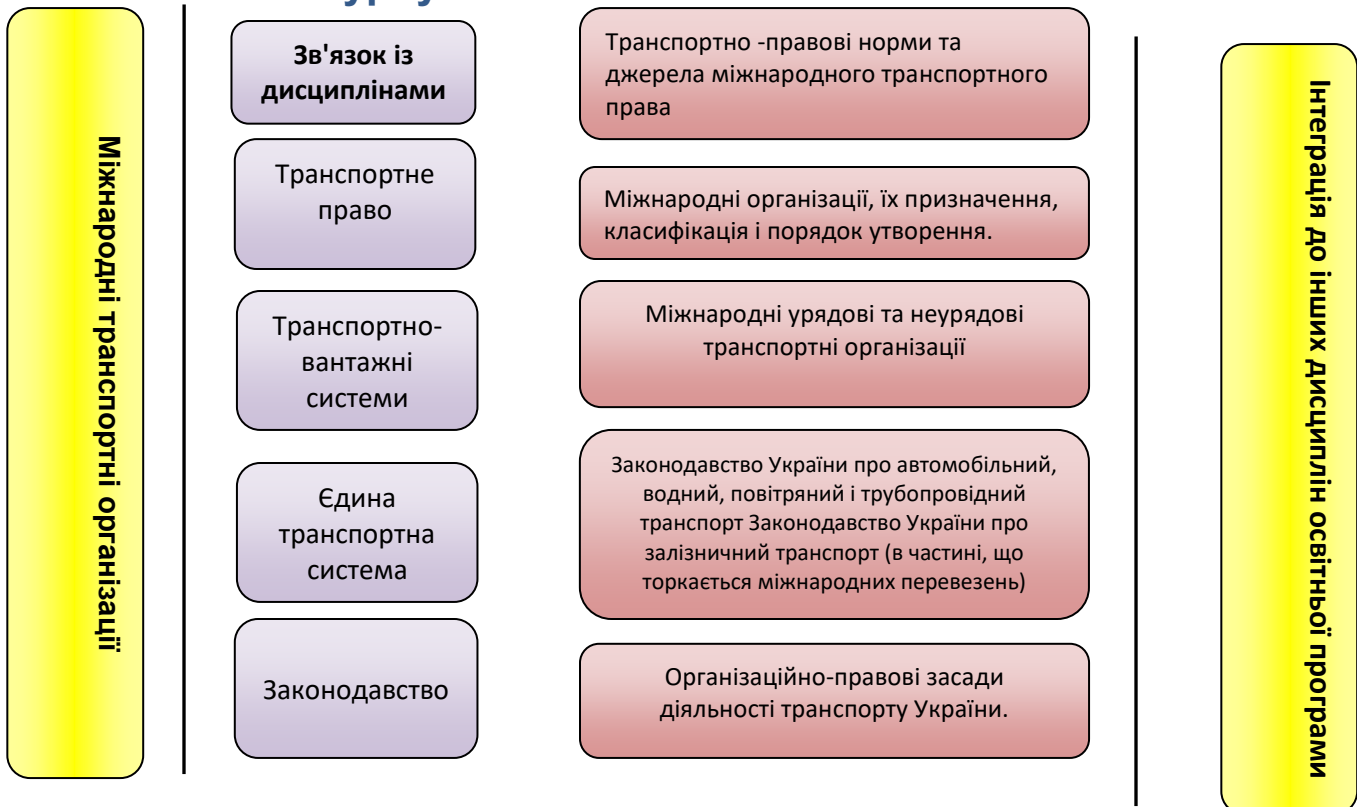 Міжнародні транспортні організації
Зв'язок із
дисциплінами
Транспортне
право
Транспортно-
вантажні
системи
Єдина
транспортна
система
Законодавство
Транспортно -правові норми та
джерела міжнародного транспортного
права
Міжнародні організації, їх призначення,
класифікація і порядок утворення.
Міжнародні урядові та неурядові
транспортні організації
Законодавство України про автомобільний,
водний, повітряний і трубопровідний
транспорт Законодавство України про
залізничний транспорт (в частині, що
торкається міжнародних перевезень)
Організаційно-правові засади
діяльності транспорту України.
Інтеграція до інших дисциплін освітньої програми